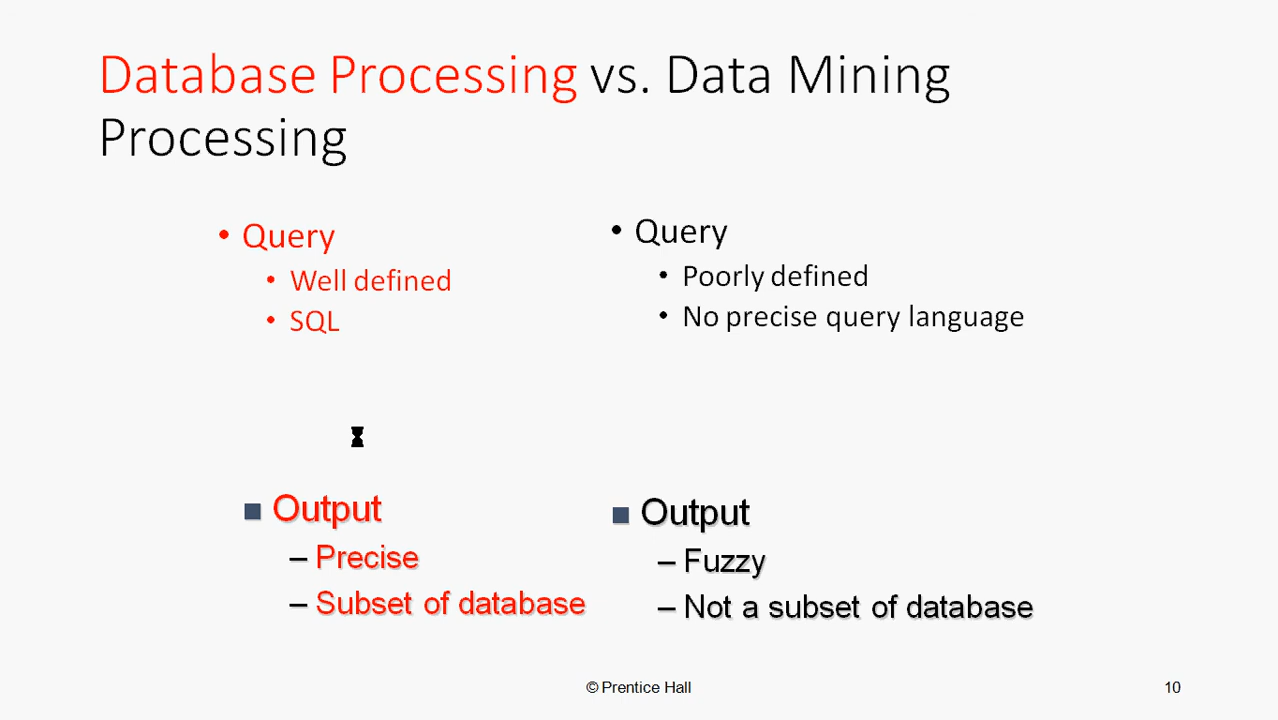 Database Processing vs. Data Mining
Processing
• Query
• Well defined
• SQL
• Query
• Poorly defined
• No precise query language
■ Output
– Precise
– Subset of database
■ Output
– Fuzzy
– Not a subset of database
© Prentice Hall
10